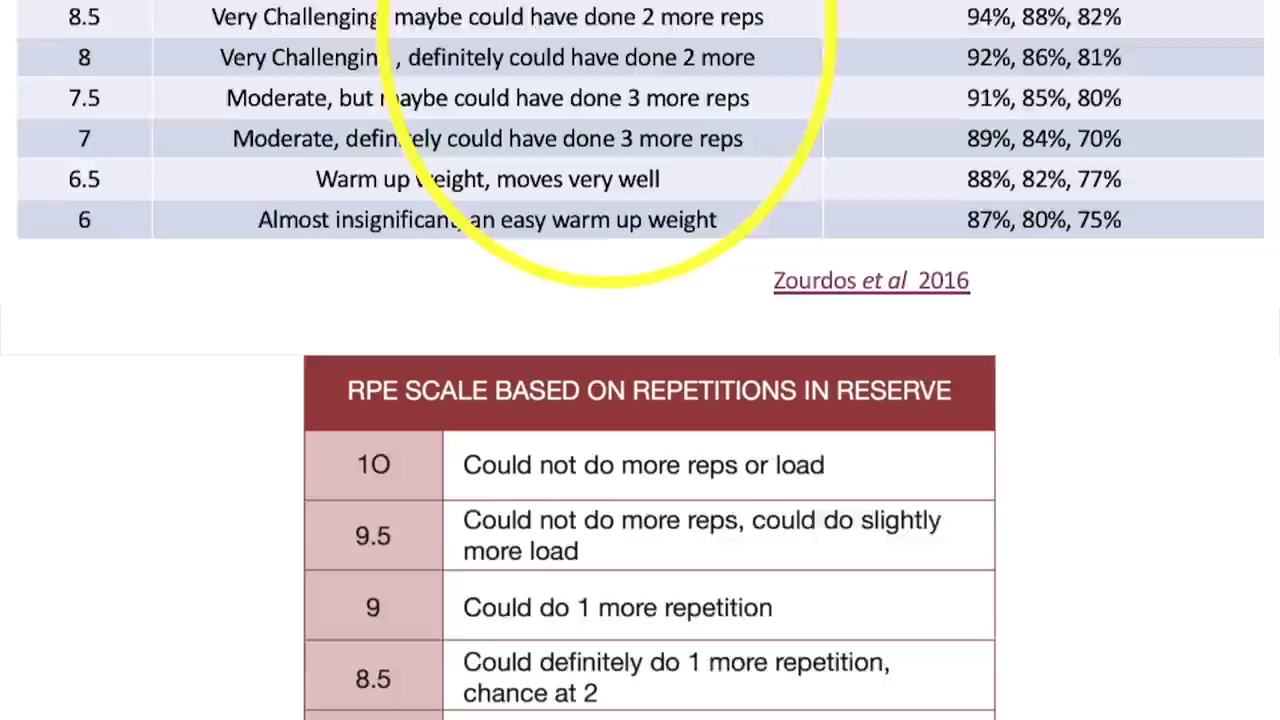 8.5 Very Challenging, maybe could have done 2 more reps 94%, 88%, 82%
8 Very Challenging, definitely could have done 2 more 92%, 86%, 81%
7.5 Moderate, but maybe could have done 3 more reps 91%, 85%, 80%
7 Moderate, definitely could have done 3 more reps 89%, 84%, 70%
6.5 Warm up weight, moves very well 88%, 82%, 77%
6 Almost insignificant, an easy warm up weight 87%, 80%, 75%
Zourdos et al 2016
RPE SCALE BASED ON REPETITIONS IN RESERVE
1O Could not do more reps or load
9.5 Could not do more reps, could do slightly
more load
9 Could do 1 more repetition
8.5 Could definitely do 1 more repetition,
chance at 2